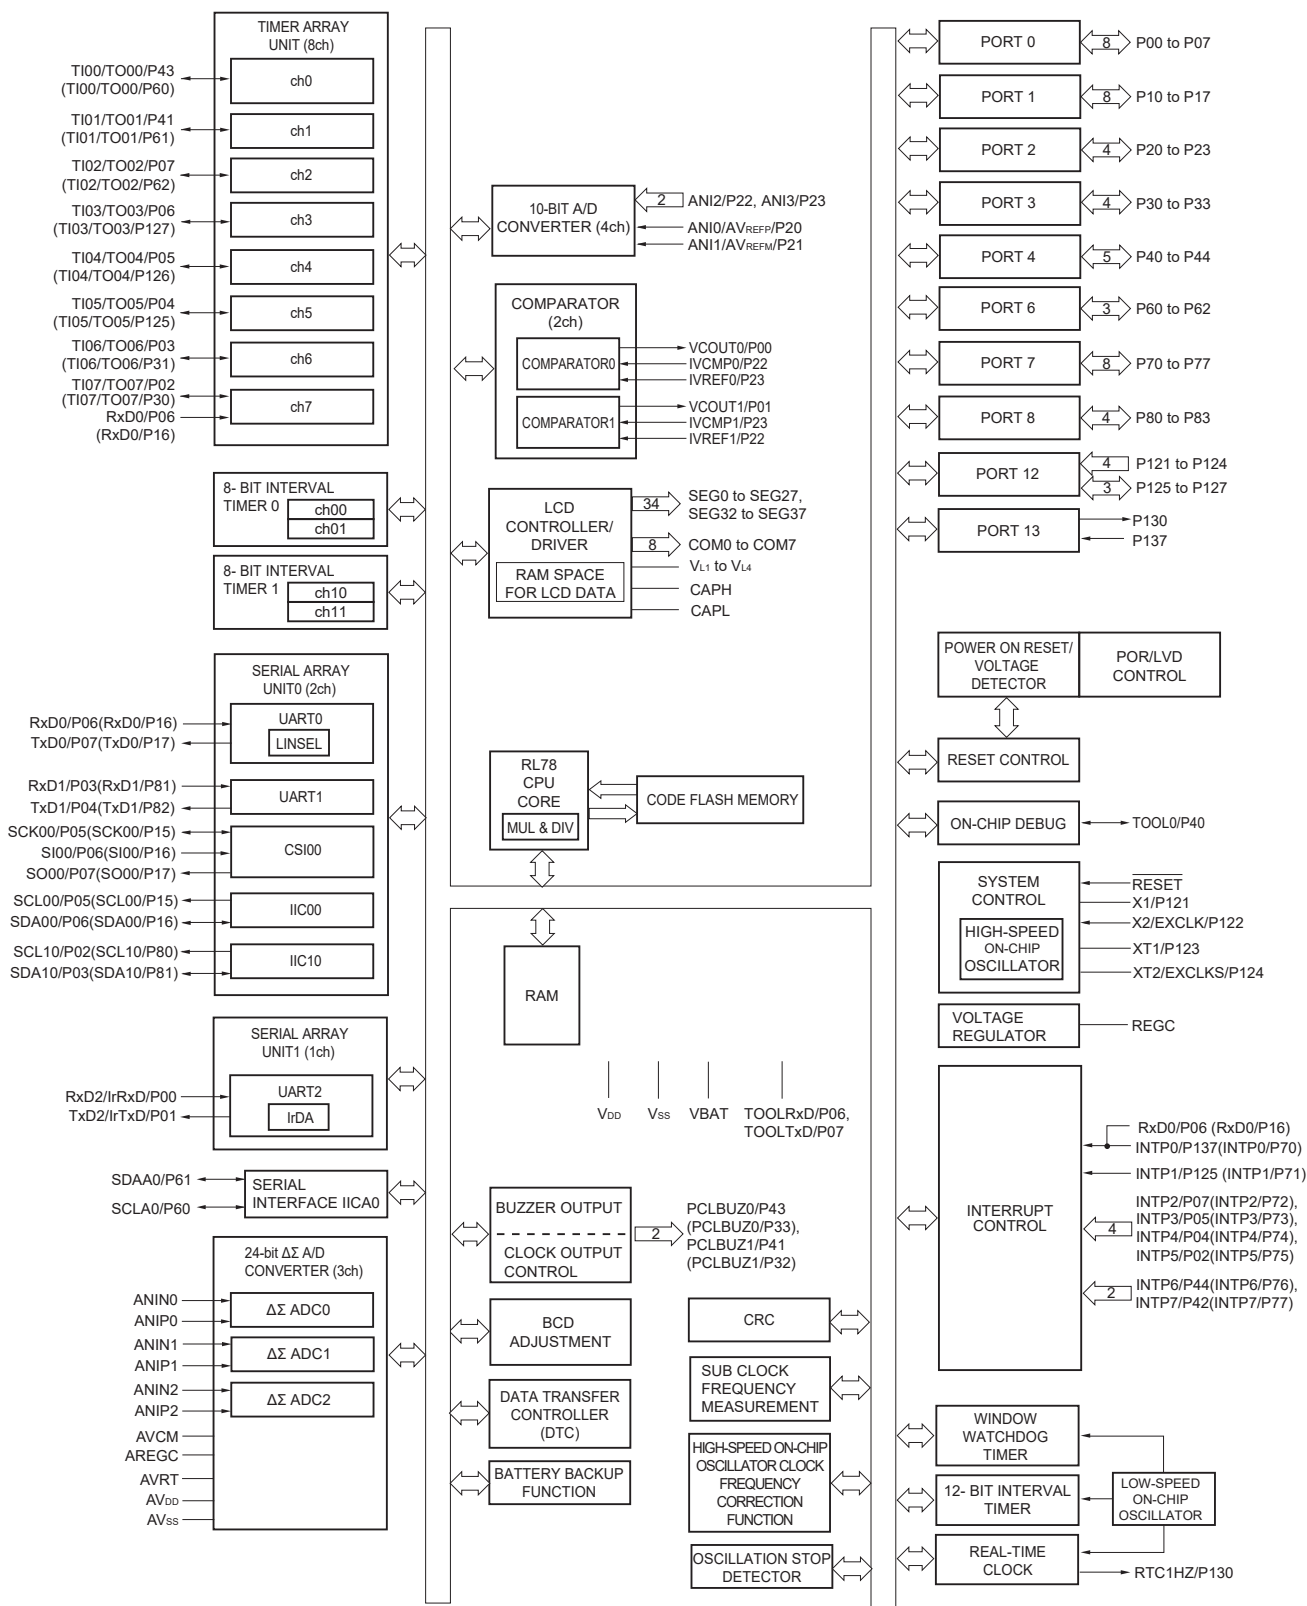 TIMER ARRAY
UNIT (8ch)
TI00/TO00/P43
(TI00/TO00/P60)
ch0
TI01/TO01/P41
(TI01/TO01/P61)
ch1
TI02/TO02/P07
(TI02/TO02/P62)
ch2
TI03/TO03/P06
(TI03/TO03/P127)
ch3
TI04/TO04/P05
(TI04/TO04/P126)
ch4
TI05/TO05/P04
(TI05/TO05/P125)
ch5
TI06/TO06/P03
(TI06/TO06/P31)
ch6
TI07/TO07/P02
(TI07/TO07/P30)
RxD0/P06
(RxD0/P16)
ch7
8- BIT INTERVAL
TIMER 0
ch00
ch01
8- BIT INTERVAL
TIMER 1
ch10
ch11
SERIAL ARRAY
UNIT0 (2ch)
RxD0/P06(RxD0/P16)
TxD0/P07(TxD0/P17)
UART0
LINSEL
RxD1/P03(RxD1/P81)
TxD1/P04(TxD1/P82)
UART1
SCK00/P05(SCK00/P15)
SI00/P06(SI00/P16)
SO00/P07(SO00/P17)
CSI00
SCL00/P05(SCL00/P15)
SDA00/P06(SDA00/P16)
IIC00
SCL10/P02(SCL10/P80)
SDA10/P03(SDA10/P81)
IIC10
SERIAL ARRAY
UNIT1 (1ch)
RxD2/IrRxD/P00
TxD2/IrTxD/P01
UART2
IrDA
SDAA0/P61
SCLA0/P60
SERIAL
INTERFACE IICA0
24-bit ΔΣ A/D
CONVERTER (3ch)
ANIN0
ANIP0
ΔΣ ADC0
ANIN1
ANIP1
ΔΣ ADC1
ANIN2
ANIP2
ΔΣ ADC2
AVCM
AREGC
AVRT
AVDD
AVSS
10-BIT A/D
CONVERTER (4ch)
2
ANI2/P22, ANI3/P23
ANI0/AVREFP/P20
ANI1/AVREFM/P21
COMPARATOR
(2ch)
COMPARATOR0
VCOUT0/P00
IVCMP0/P22
IVREF0/P23
COMPARATOR1
VCOUT1/P01
IVCMP1/P23
IVREF1/P22
LCD
CONTROLLER/
DRIVER
RAM SPACE
FOR LCD DATA
34
SEG0 to SEG27,
SEG32 to SEG37
8
COM0 to COM7
VL1 to VL4
CAPH
CAPL
RL78
CPU
CORE
MUL & DIV
CODE FLASH MEMORY
RAM
VDD
VSS
VBAT
TOOLRxD/P06,
TOOLTxD/P07
BUZZER OUTPUT
CLOCK OUTPUT
CONTROL
2
PCLBUZ0/P43
(PCLBUZ0/P33),
PCLBUZ1/P41
(PCLBUZ1/P32)
BCD
ADJUSTMENT
DATA TRANSFER
CONTROLLER
(DTC)
BATTERY BACKUP
FUNCTION
CRC
SUB CLOCK
FREQUENCY
MEASUREMENT
HIGH-SPEED ON-CHIP
OSCILLATOR CLOCK
FREQUENCY
CORRECTION
FUNCTION
OSCILLATION STOP
DETECTOR
PORT 0
8
P00 to P07
PORT 1
8
P10 to P17
PORT 2
4
P20 to P23
PORT 3
4
P30 to P33
PORT 4
5
P40 to P44
PORT 6
3
P60 to P62
PORT 7
8
P70 to P77
PORT 8
4
P80 to P83
PORT 12
4
P121 to P124
3
P125 to P127
PORT 13
P130
P137
POWER ON RESET/
VOLTAGE
DETECTOR
POR/LVD
CONTROL
RESET CONTROL
ON-CHIP DEBUG
TOOL0/P40
SYSTEM
CONTROL
HIGH-SPEED
ON-CHIP
OSCILLATOR
RESET
X1/P121
X2/EXCLK/P122
XT1/P123
XT2/EXCLKS/P124
VOLTAGE
REGULATOR
REGC
INTERRUPT
CONTROL
RxD0/P06 (RxD0/P16)
INTP0/P137(INTP0/P70)
INTP1/P125 (INTP1/P71)
4
INTP2/P07(INTP2/P72),
INTP3/P05(INTP3/P73),
INTP4/P04(INTP4/P74),
INTP5/P02(INTP5/P75)
2
INTP6/P44(INTP6/P76),
INTP7/P42(INTP7/P77)
WINDOW
WATCHDOG
TIMER
12- BIT INTERVAL
TIMER
LOW-SPEED
ON-CHIP
OSCILLATOR
REAL-TIME
CLOCK
RTC1HZ/P130